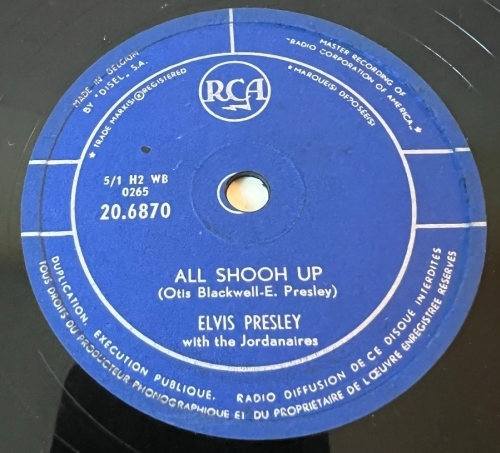 MADE IN BELGIUM
BY "DISEL" S.A.
MASTER RECORDING OF
"RADIO CORPORATION OF AMERICA"
★ TRADE MARK(S) ® REGISTERED
★ MARQUE(S) DEPOSEE(S)
RCA
5/1 H2 WB
0265
20.6870
ALL SHOOH UP
(Otis Blackwell-E. Presley)
ELVIS PRESLEY
with the Jordanaires
DUPLICATION, EXECUTION PUBLIQUE, RADIO DIFFUSION DE CE DISQUE INTERDITES
TOUS DROITS DU PRODUCTEUR PHONOGRAPHIQUE ET DU PROPRIETAIRE DE L'ŒUVRE ENREGISTREE RÉSERVES